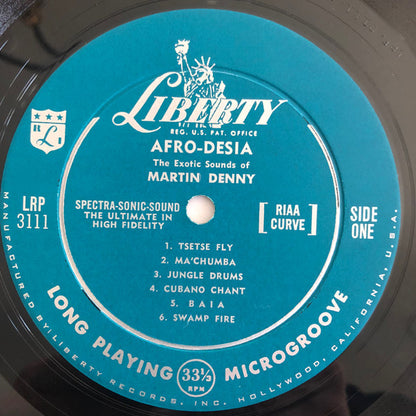 LIBERTY
REG. U.S. PAT. OFFICE
AFRO-DESIA
The Exotic Sounds of
MARTIN DENNY
R L I
LRP
3111
SPECTRA-SONIC-SOUND
THE ULTIMATE IN
HIGH FIDELITY
[ RIAA
CURVE ]
SIDE
ONE
1. TSETSE FLY
2. MA'CHUMBA
3. JUNGLE DRUMS
4. CUBANO CHANT
5. BAIA
6. SWAMP FIRE
LONG PLAYING 33⅓ RPM MICROGROOVE
MANUFACTURED BY LIBERTY RECORDS, INC. HOLLYWOOD, CALIFORNIA, U.S.A.